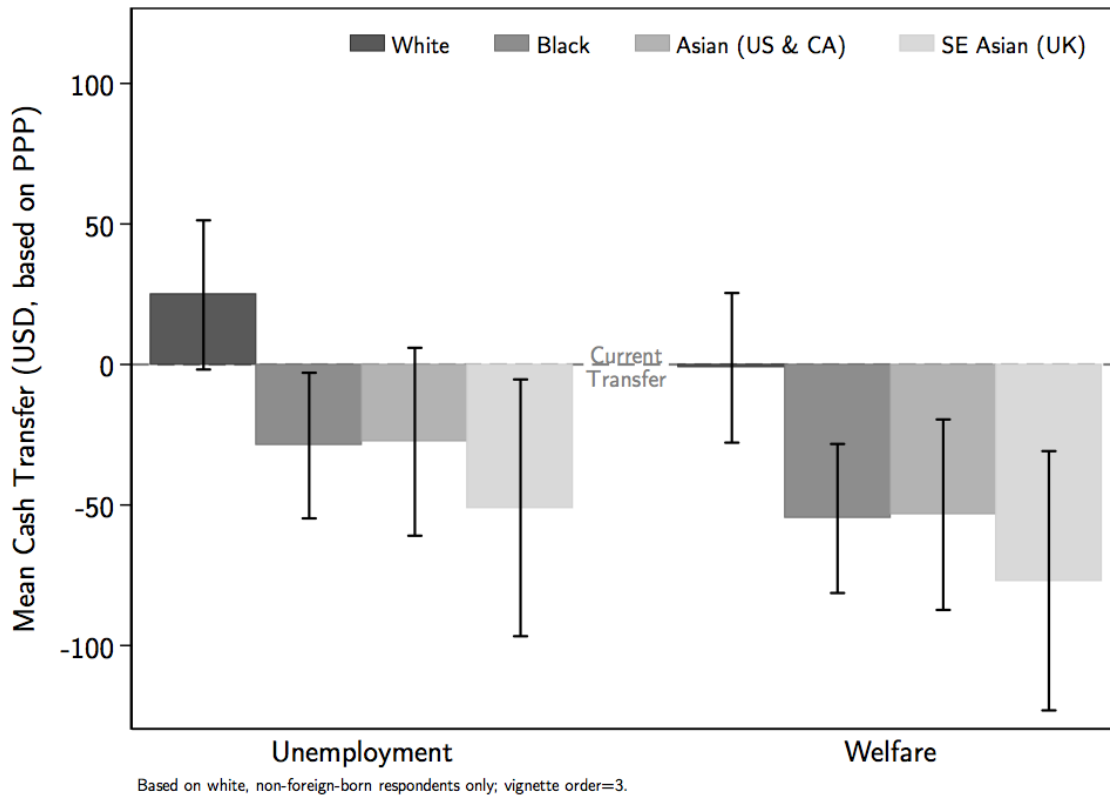 White Black Asian (US & CA) SE Asian (UK)
Mean Cash Transfer (USD, based on PPP)
100
50
0
-50
-100
Current
Transfer
Unemployment Welfare
Based on white, non-foreign-born respondents only; vignette order=3.